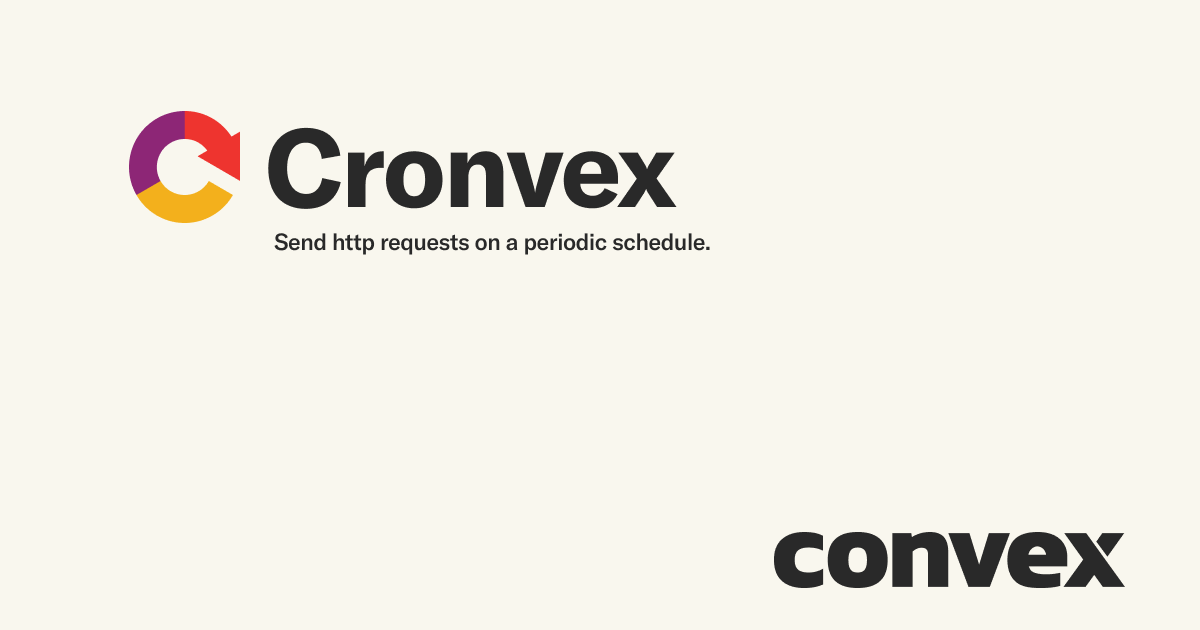 Cronvex
Send http requests on a periodic schedule.
convex